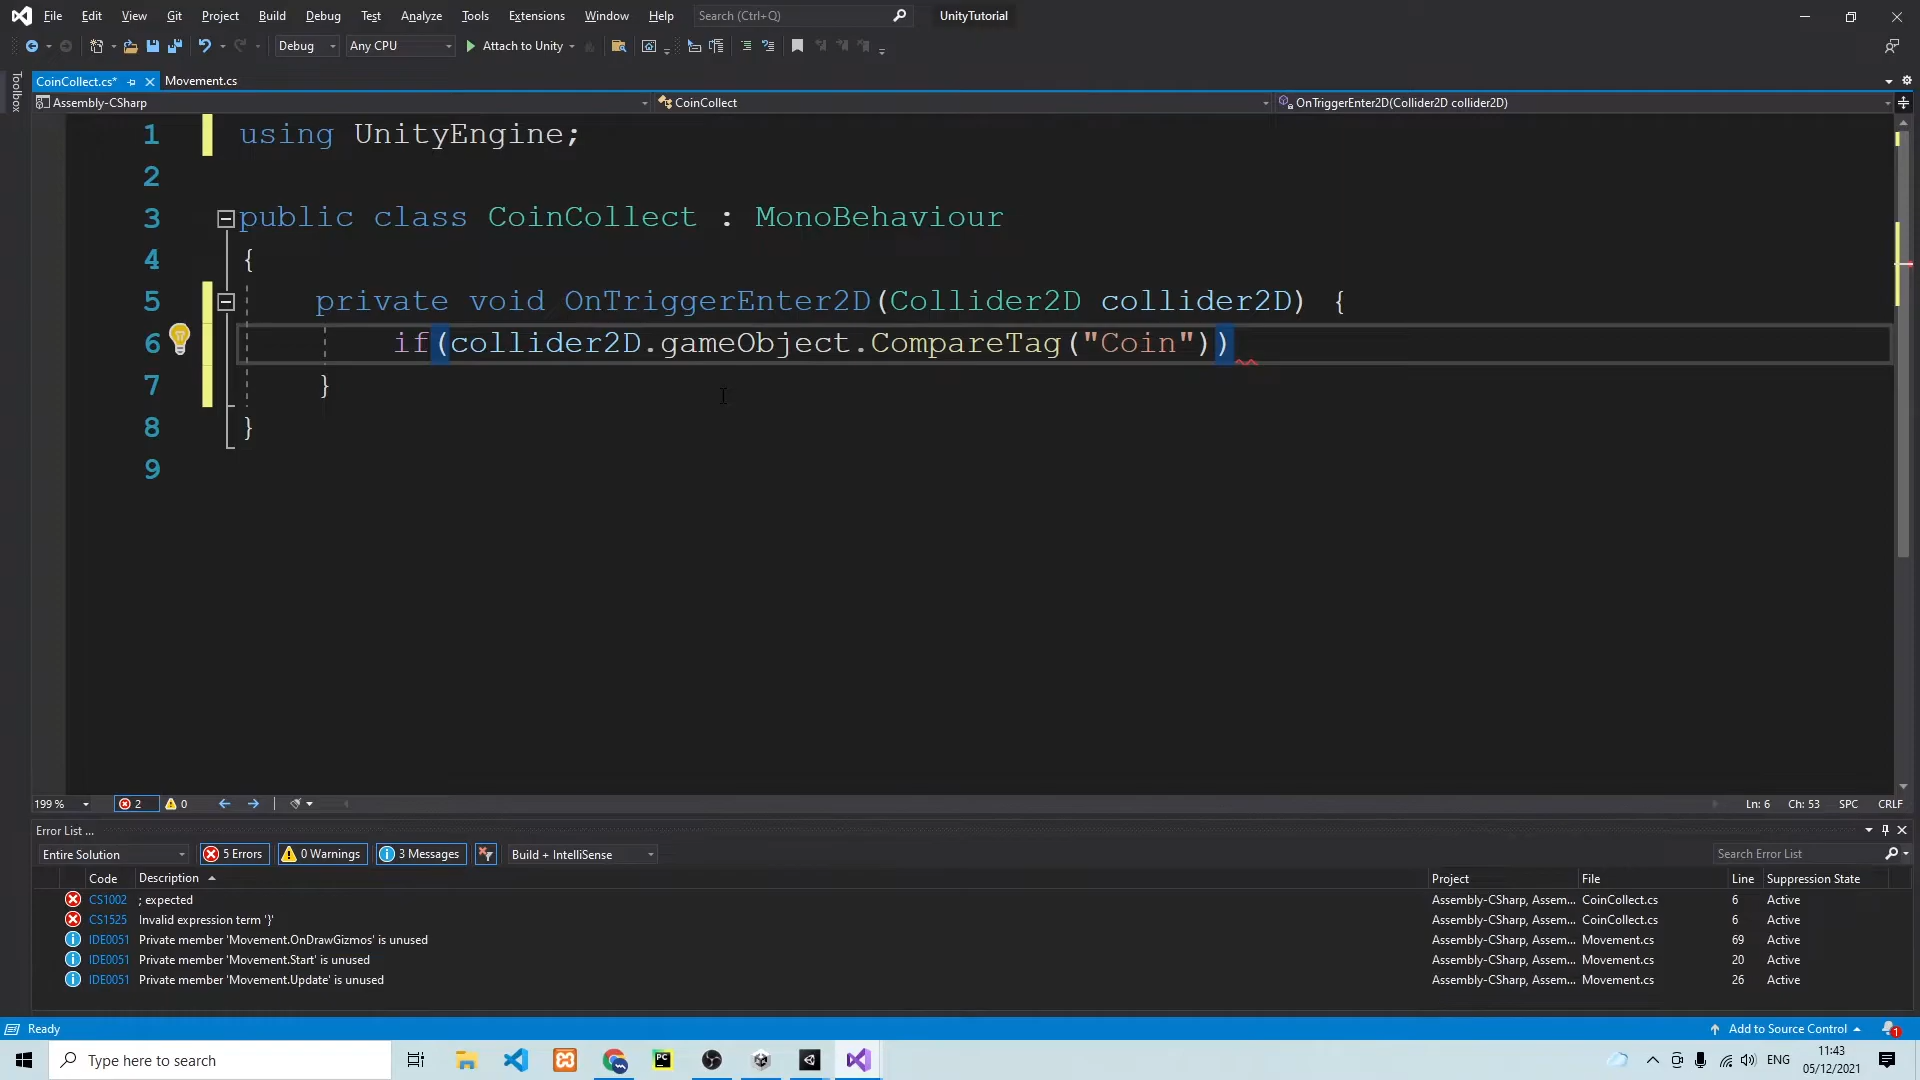 File Edit View Git Project Build Debug Test Analyze Tools Extensions Window Help Search (Ctrl+Q) UnityTutorial
Debug Any CPU Attach to Unity
Toolbox
CoinCollect.cs* Movement.cs
Assembly-CSharp CoinCollect OnTriggerEnter2D(Collider2D collider2D)
1 using UnityEngine;
2
3 public class CoinCollect : MonoBehaviour
4 {
5 private void OnTriggerEnter2D(Collider2D collider2D) {
6 if(collider2D.gameObject.CompareTag("Coin"))
7 }
8 }
9
199 % 2 0 Ln: 6 Ch: 53 SPC CRLF
Error List ...
Entire Solution 5 Errors 0 Warnings 3 Messages Build + IntelliSense Search Error List
Code Description Project File Line Suppression State
CS1002 ; expected Assembly-CSharp, Assem... CoinCollect.cs 6 Active
CS1525 Invalid expression term '}' Assembly-CSharp, Assem... CoinCollect.cs 6 Active
IDE0051 Private member 'Movement.OnDrawGizmos' is unused Assembly-CSharp, Assem... Movement.cs 69 Active
IDE0051 Private member 'Movement.Start' is unused Assembly-CSharp, Assem... Movement.cs 20 Active
IDE0051 Private member 'Movement.Update' is unused Assembly-CSharp, Assem... Movement.cs 26 Active
Ready Add to Source Control 1
Type here to search PC ENG 11:43
05/12/2021